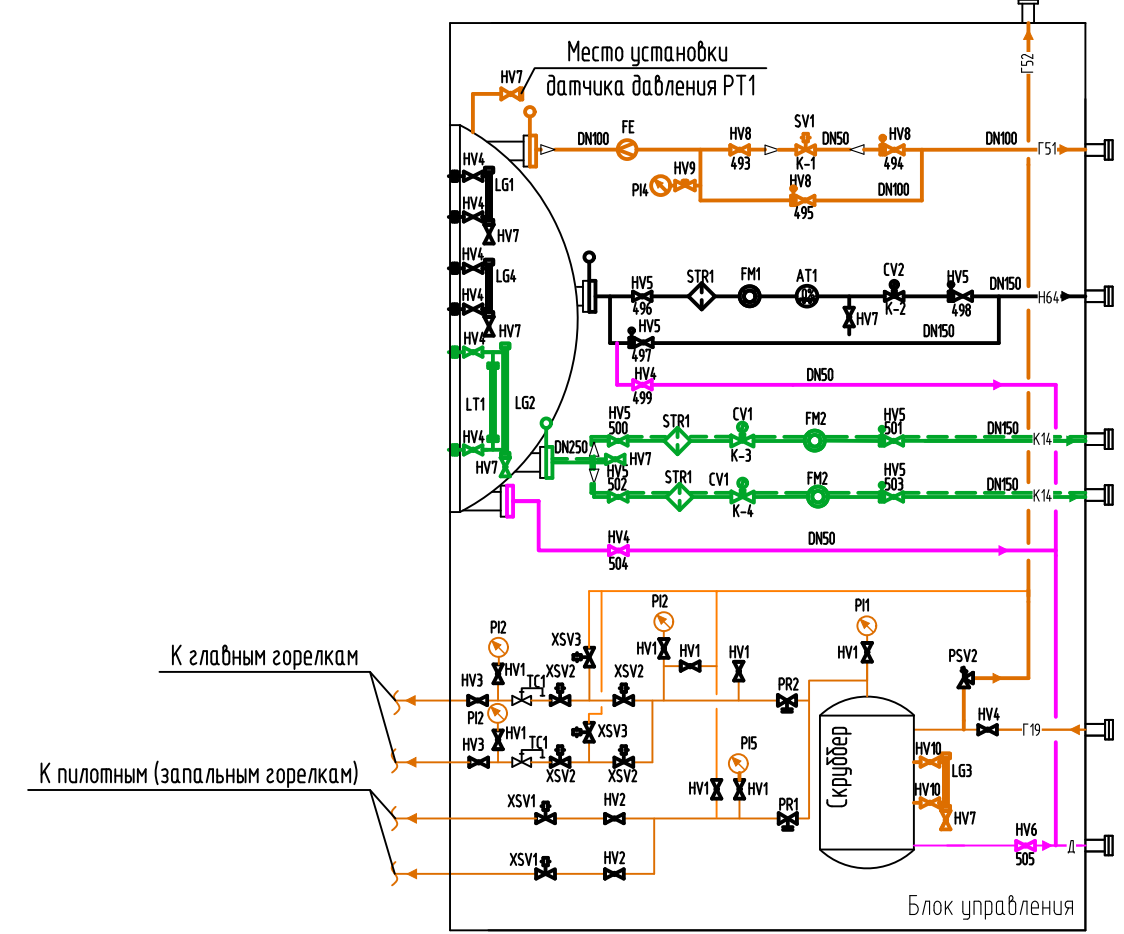 Место установки
датчика давления PT1
HV7
Г52
DN100
FE
HV8
493
SV1
K-1
DN50
HV8
494
DN100
Г51
HV9
PI4
HV8
495
DN100
HV4
LG1
HV4
HV7
HV4
LG4
HV4
HV7
HV5
496
STR1
FM1
AT1
CV2
K-2
HV5
498
DN150
Н64
HV7
HV5
497
DN150
HV4
499
DN50
HV4
LT1
LG2
HV4
HV7
DN250
HV5
500
STR1
CV1
K-3
FM2
HV5
501
DN150
К14
HV7
HV5
502
STR1
CV1
K-4
FM2
HV5
503
DN150
К14
HV4
504
DN50
К главным горелкам
PI2
HV1
HV3
TC1
XSV2
XSV3
XSV2
PI2
HV1
HV1
HV1
PR2
PI1
HV1
PSV2
HV4
Г19
PI2
HV1
HV3
TC1
XSV2
XSV3
XSV2
К пилотным (запальным горелкам)
XSV1
HV2
HV1
PI5
HV1
PR1
Скруббер
HV10
LG3
HV10
HV7
XSV1
HV2
HV6
505
Д
Блок управления